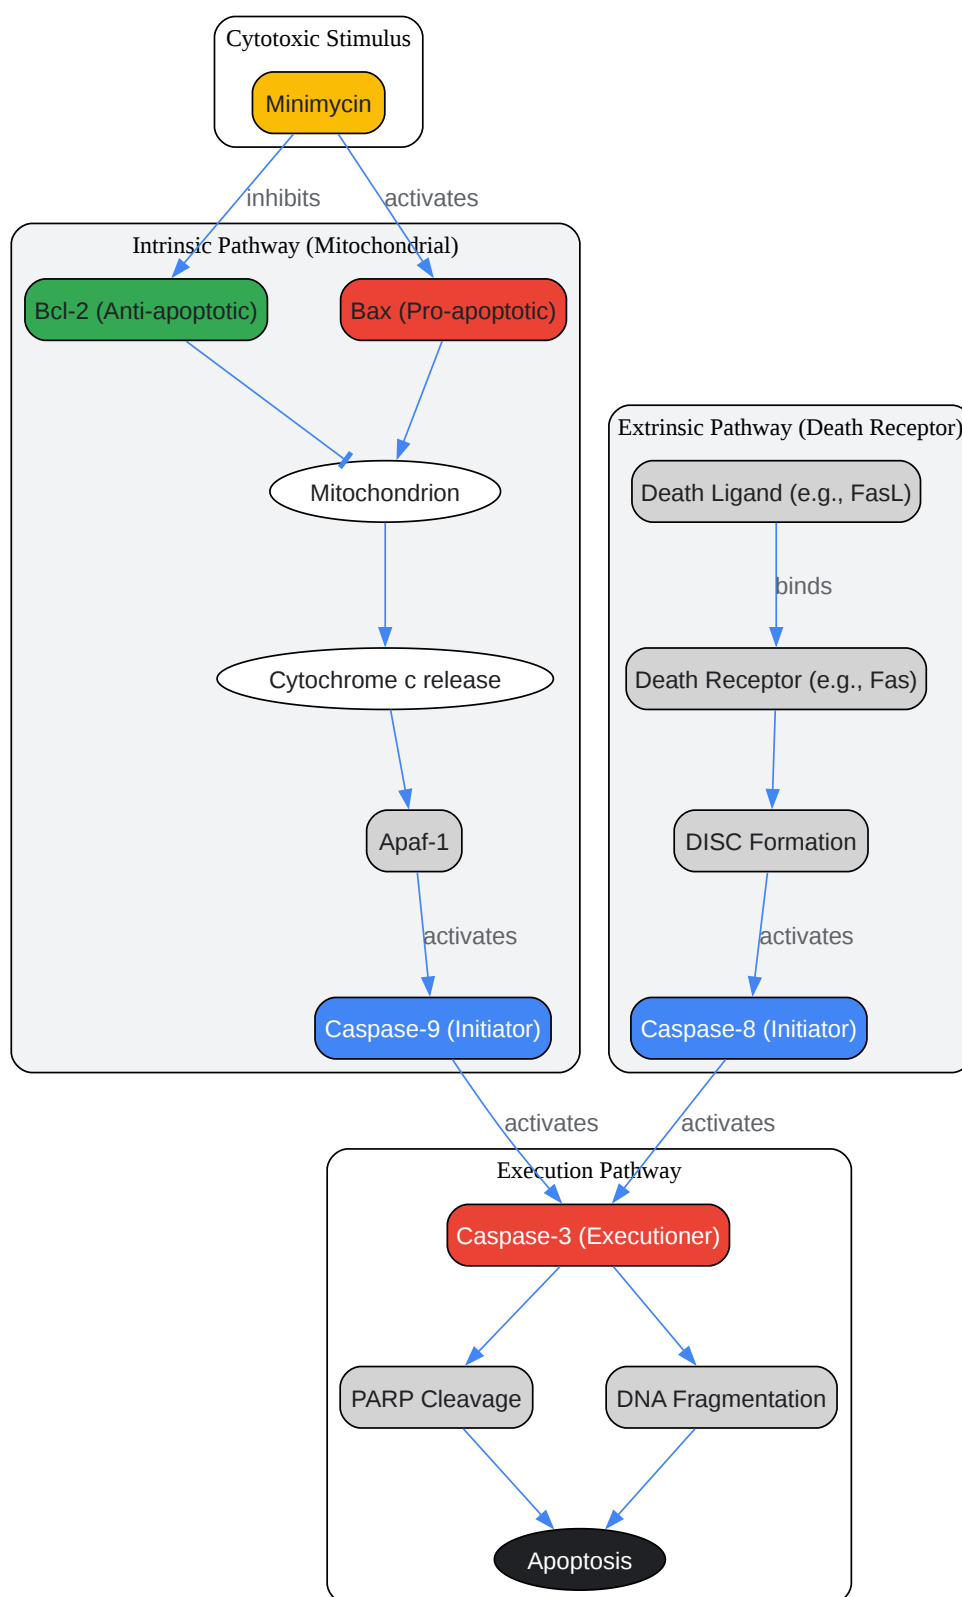 Cytotoxic Stimulus
Minimycin
inhibits
activates
Intrinsic Pathway (Mitochondrial)
Bcl-2 (Anti-apoptotic)
Bax (Pro-apoptotic)
Mitochondrion
Cytochrome c release
Apaf-1
activates
Caspase-9 (Initiator)
Extrinsic Pathway (Death Receptor)
Death Ligand (e.g., FasL)
binds
Death Receptor (e.g., Fas)
DISC Formation
activates
Caspase-8 (Initiator)
activates
activates
Execution Pathway
Caspase-3 (Executioner)
PARP Cleavage
DNA Fragmentation
Apoptosis